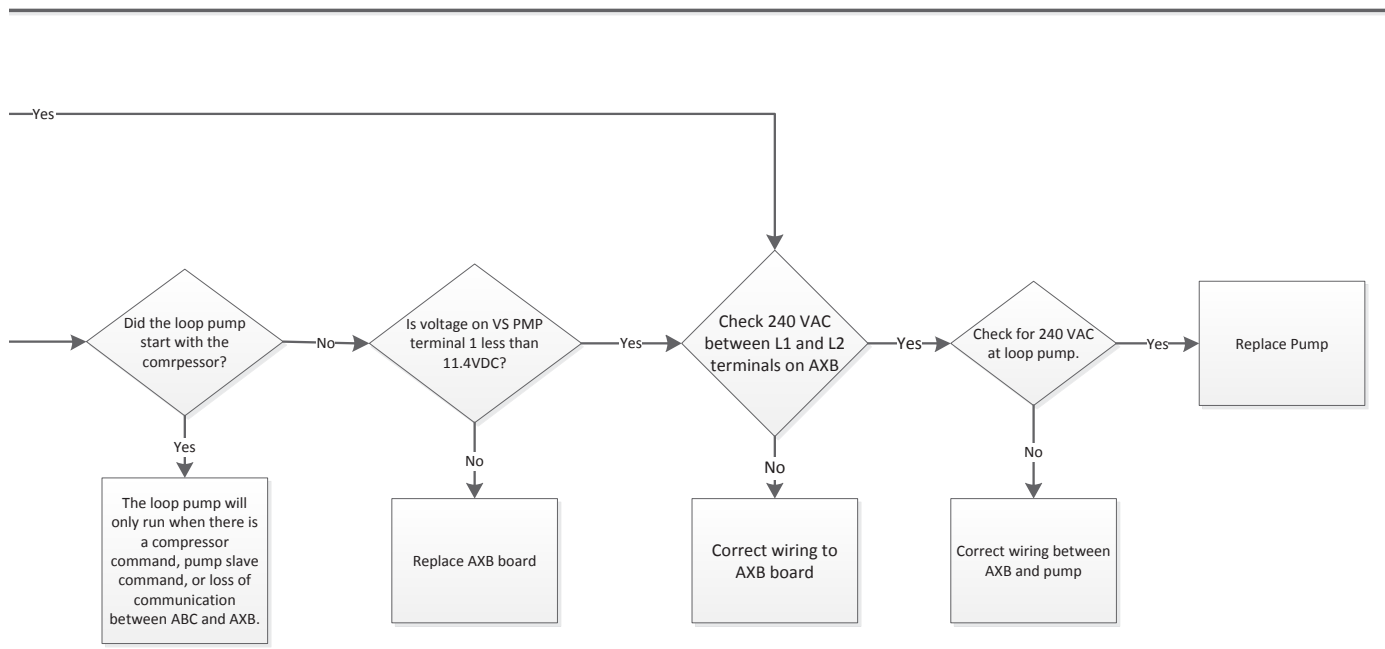 Yes
Did the loop pump
start with the
comrpessor?
No
Is voltage on VS PMP
terminal 1 less than
11.4VDC?
Yes
Check 240 VAC
between L1 and L2
terminals on AXB
Yes
Check for 240 VAC
at loop pump.
Yes
Replace Pump
Yes
No
No
No
The loop pump will
only run when there is
a compressor
command, pump slave
command, or loss of
communication
between ABC and AXB.
Replace AXB board
Correct wiring to
AXB board
Correct wiring between
AXB and pump